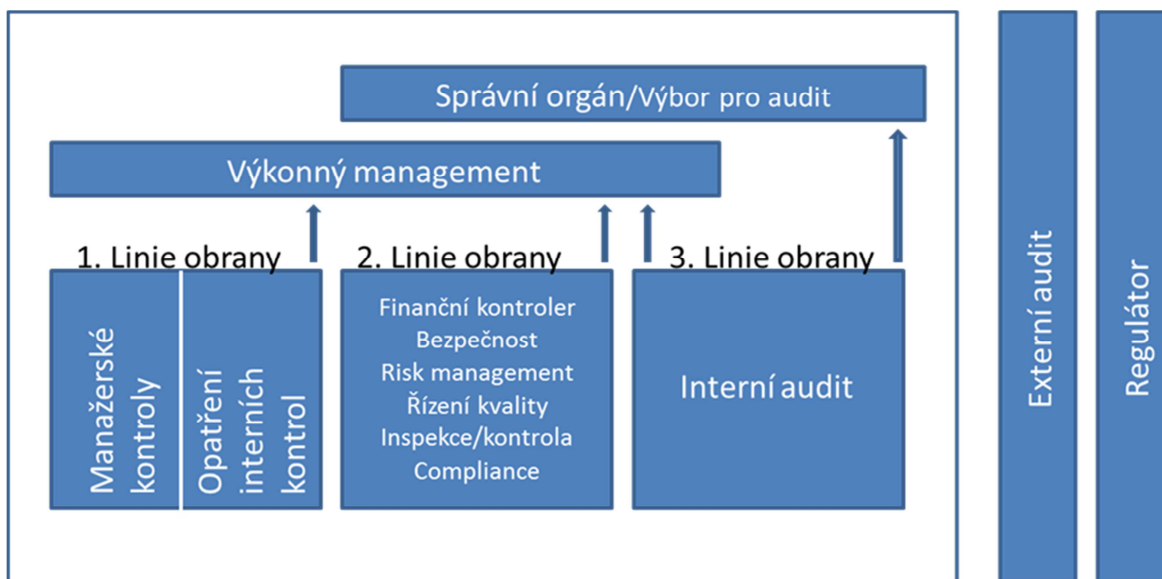 Správní orgán/Výbor pro audit
Výkonný management
1. Linie obrany
2. Linie obrany
3. Linie obrany
Manažerské
kontroly
Opatření
interních
kontrol
Finanční kontroler
Bezpečnost
Risk management
Řízení kvality
Inspekce/kontrola
Compliance
Interní audit
Externí audit
Regulátor